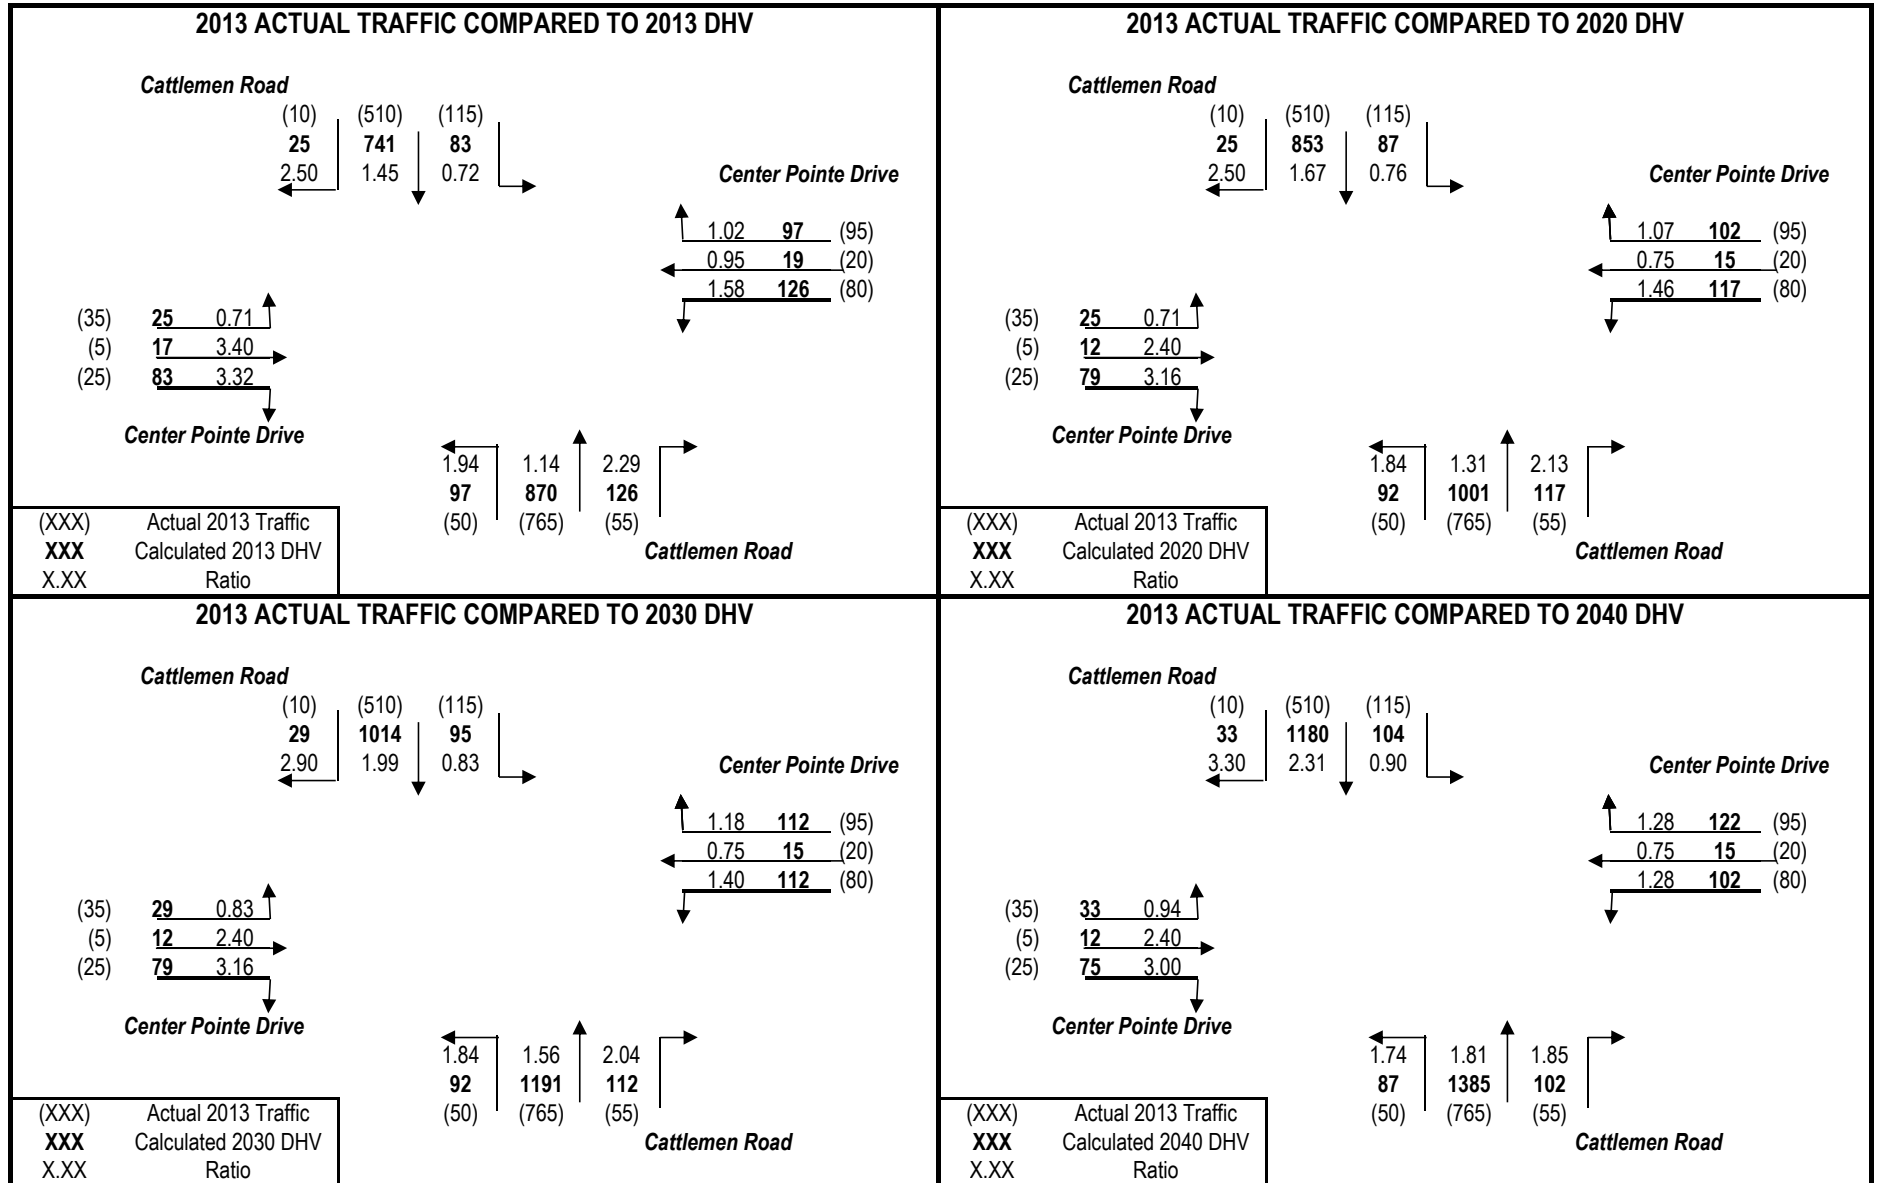 2013 ACTUAL TRAFFIC COMPARED TO 2013 DHV
Cattlemen Road
(10) (510) (115)
25 741 83
2.50 1.45 0.72
Center Pointe Drive
1.02 97 (95)
0.95 19 (20)
1.58 126 (80)
(35) 25 0.71
(5) 17 3.40
(25) 83 3.32
Center Pointe Drive
1.94 1.14 2.29
97 870 126
(50) (765) (55)
Cattlemen Road
(XXX) Actual 2013 Traffic
XXX Calculated 2013 DHV
X.XX Ratio
2013 ACTUAL TRAFFIC COMPARED TO 2020 DHV
Cattlemen Road
(10) (510) (115)
25 853 87
2.50 1.67 0.76
Center Pointe Drive
1.07 102 (95)
0.75 15 (20)
1.46 117 (80)
(35) 25 0.71
(5) 12 2.40
(25) 79 3.16
Center Pointe Drive
1.84 1.31 2.13
92 1001 117
(50) (765) (55)
Cattlemen Road
(XXX) Actual 2013 Traffic
XXX Calculated 2020 DHV
X.XX Ratio
2013 ACTUAL TRAFFIC COMPARED TO 2030 DHV
Cattlemen Road
(10) (510) (115)
29 1014 95
2.90 1.99 0.83
Center Pointe Drive
1.18 112 (95)
0.75 15 (20)
1.40 112 (80)
(35) 29 0.83
(5) 12 2.40
(25) 79 3.16
Center Pointe Drive
1.84 1.56 2.04
92 1191 112
(50) (765) (55)
Cattlemen Road
(XXX) Actual 2013 Traffic
XXX Calculated 2030 DHV
X.XX Ratio
2013 ACTUAL TRAFFIC COMPARED TO 2040 DHV
Cattlemen Road
(10) (510) (115)
33 1180 104
3.30 2.31 0.90
Center Pointe Drive
1.28 122 (95)
0.75 15 (20)
1.28 102 (80)
(35) 33 0.94
(5) 12 2.40
(25) 75 3.00
Center Pointe Drive
1.74 1.81 1.85
87 1385 102
(50) (765) (55)
Cattlemen Road
(XXX) Actual 2013 Traffic
XXX Calculated 2040 DHV
X.XX Ratio